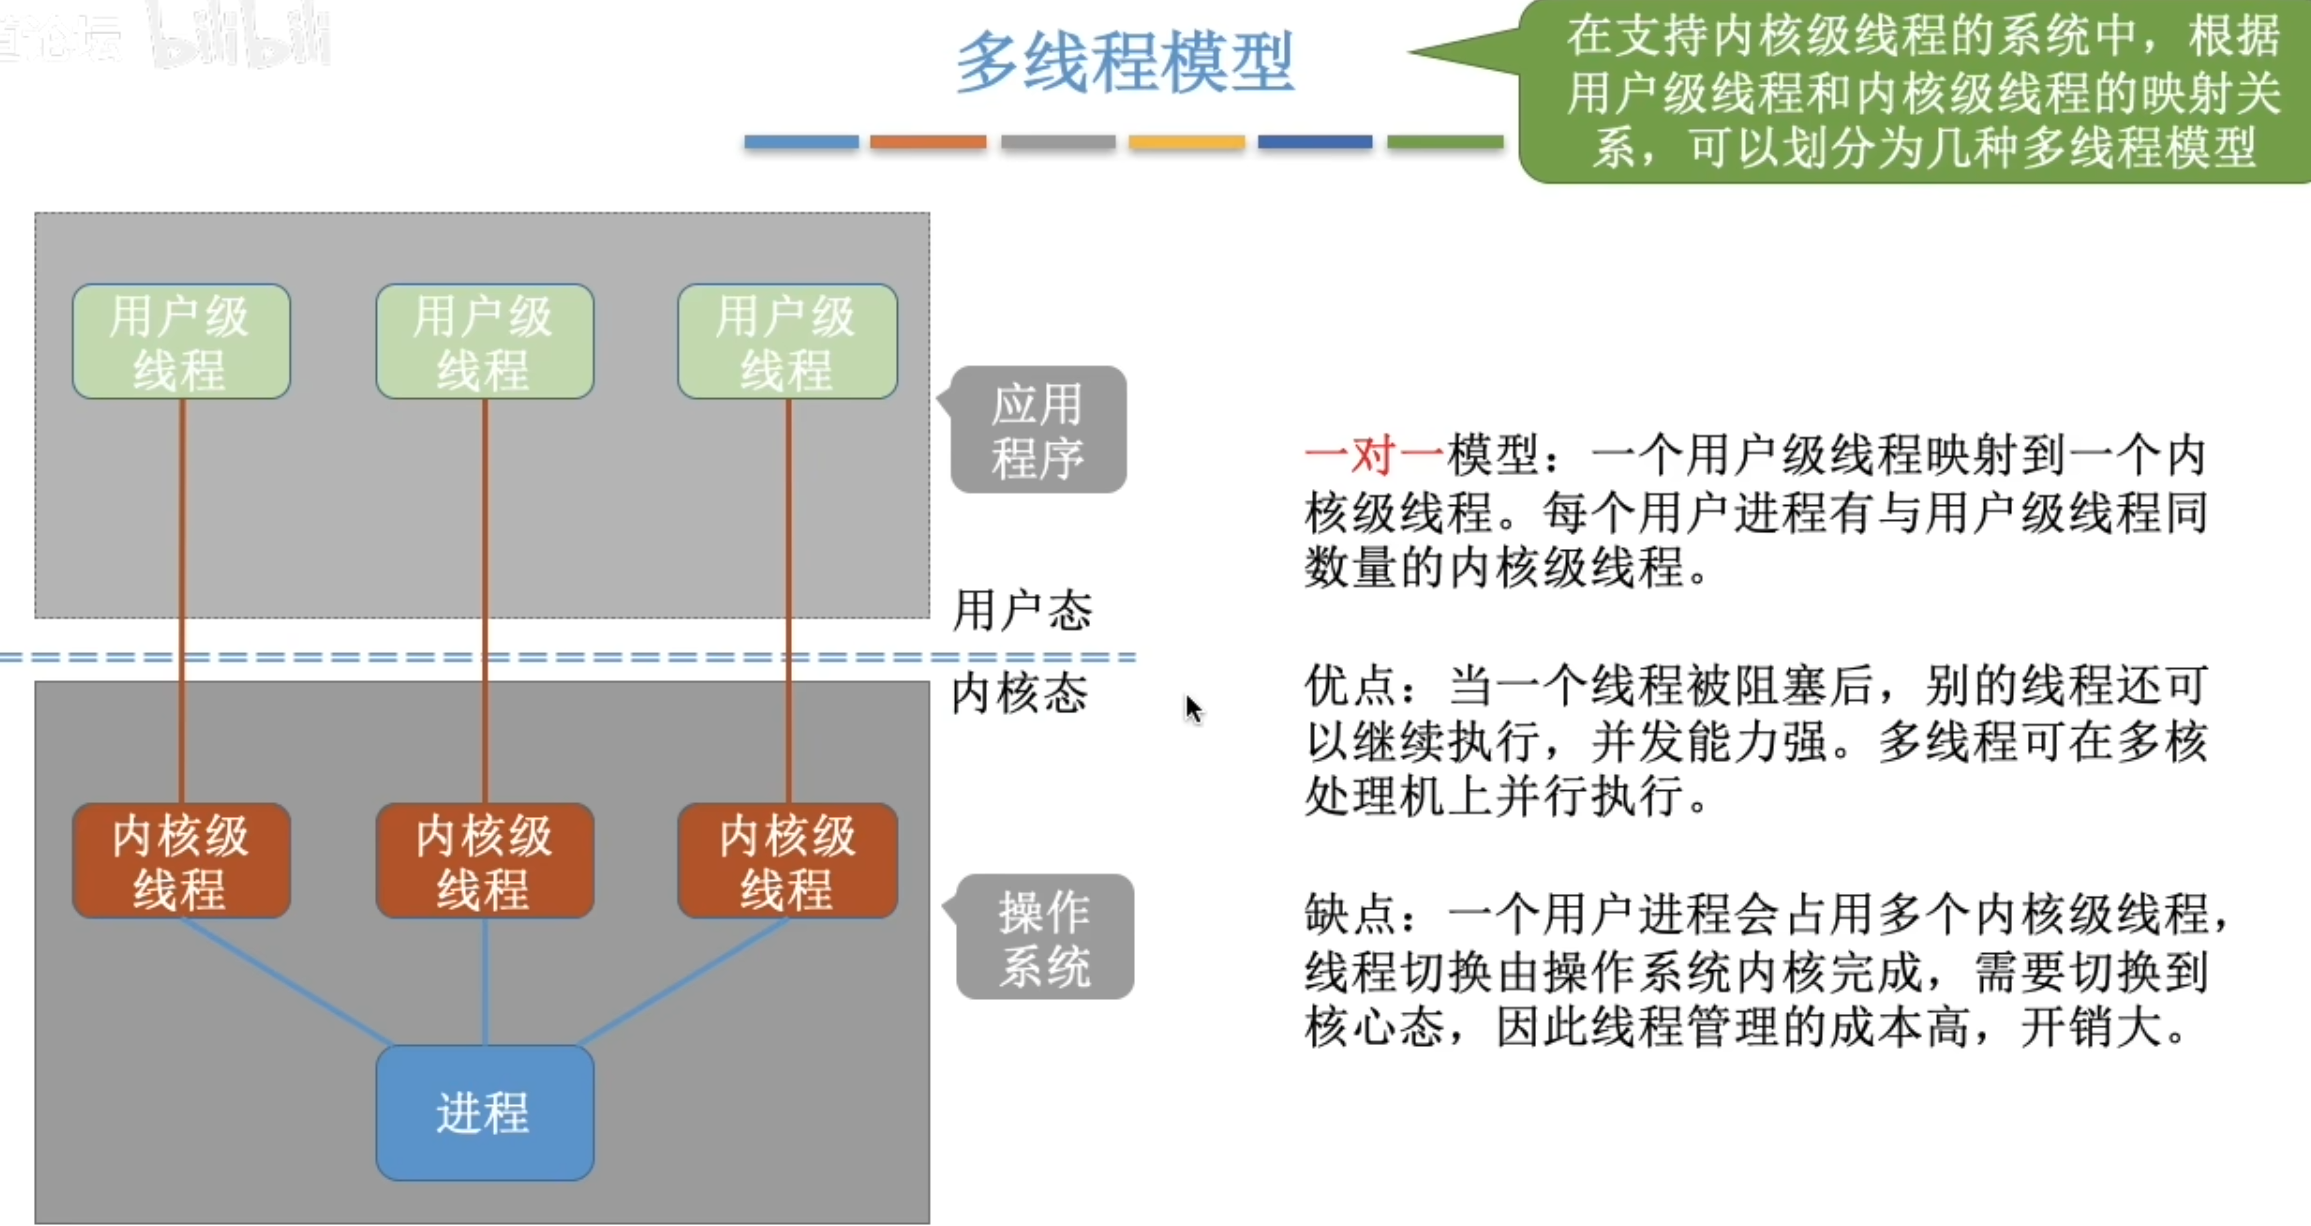 道论坛 bilibili
多线程模型
在支持内核级线程的系统中，根据
用户级线程和内核级线程的映射关
系，可以划分为几种多线程模型
用户级
线程
用户级
线程
用户级
线程
应用
程序
用户态
内核态
内核级
线程
内核级
线程
内核级
线程
操作
系统
进程
一对一模型：一个用户级线程映射到一个内
核级线程。每个用户进程有与用户级线程同
数量的内核级线程。
优点：当一个线程被阻塞后，别的线程还可
以继续执行，并发能力强。多线程可在多核
处理机上并行执行。
缺点：一个用户进程会占用多个内核级线程，
线程切换由操作系统内核完成，需要切换到
核心态，因此线程管理的成本高，开销大。